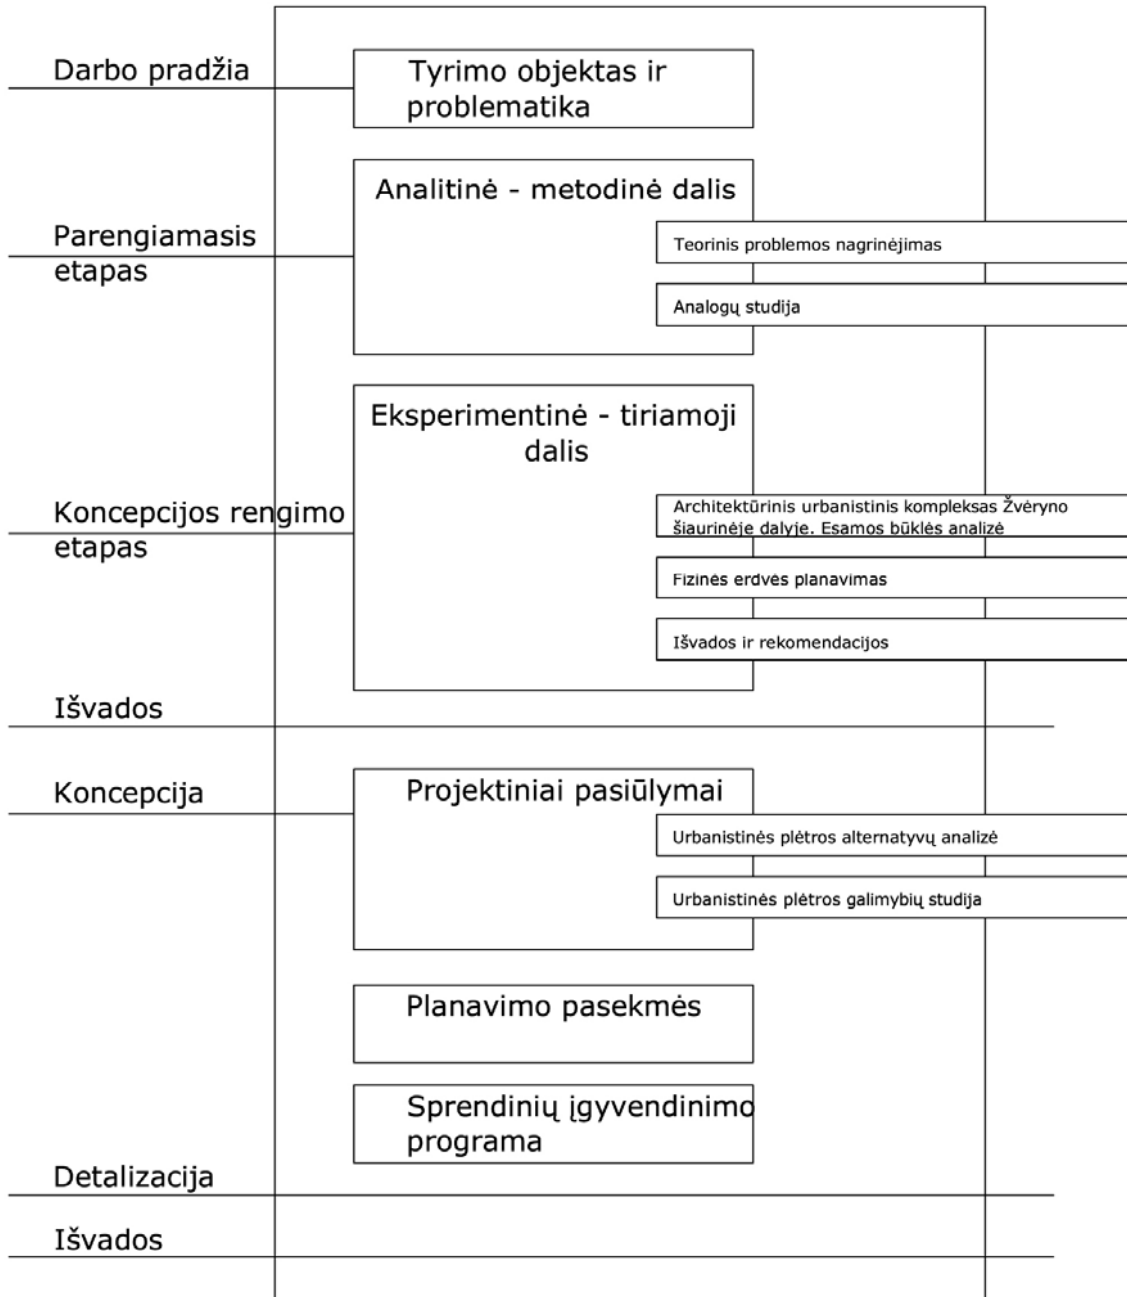 Darbo pradžia
Tyrimo objektas ir
problematika
Analitinė - metodinė dalis
Parengiamasis
etapas
Teorinis problemos nagrinėjimas
Analogų studija
Eksperimentinė - tiriamoji
dalis
Koncepcijos rengimo
etapas
Architektūrinis urbanistinis kompleksas Žvėryno
šiaurinėje dalyje. Esamos būklės analizė
Fizinės erdvės planavimas
Išvados ir rekomendacijos
Išvados
Koncepcija
Projektiniai pasiūlymai
Urbanistinės plėtros alternatyvų analizė
Urbanistinės plėtros galimybių studija
Planavimo pasekmės
Sprendinių įgyvendinimo
programa
Detalizacija
Išvados